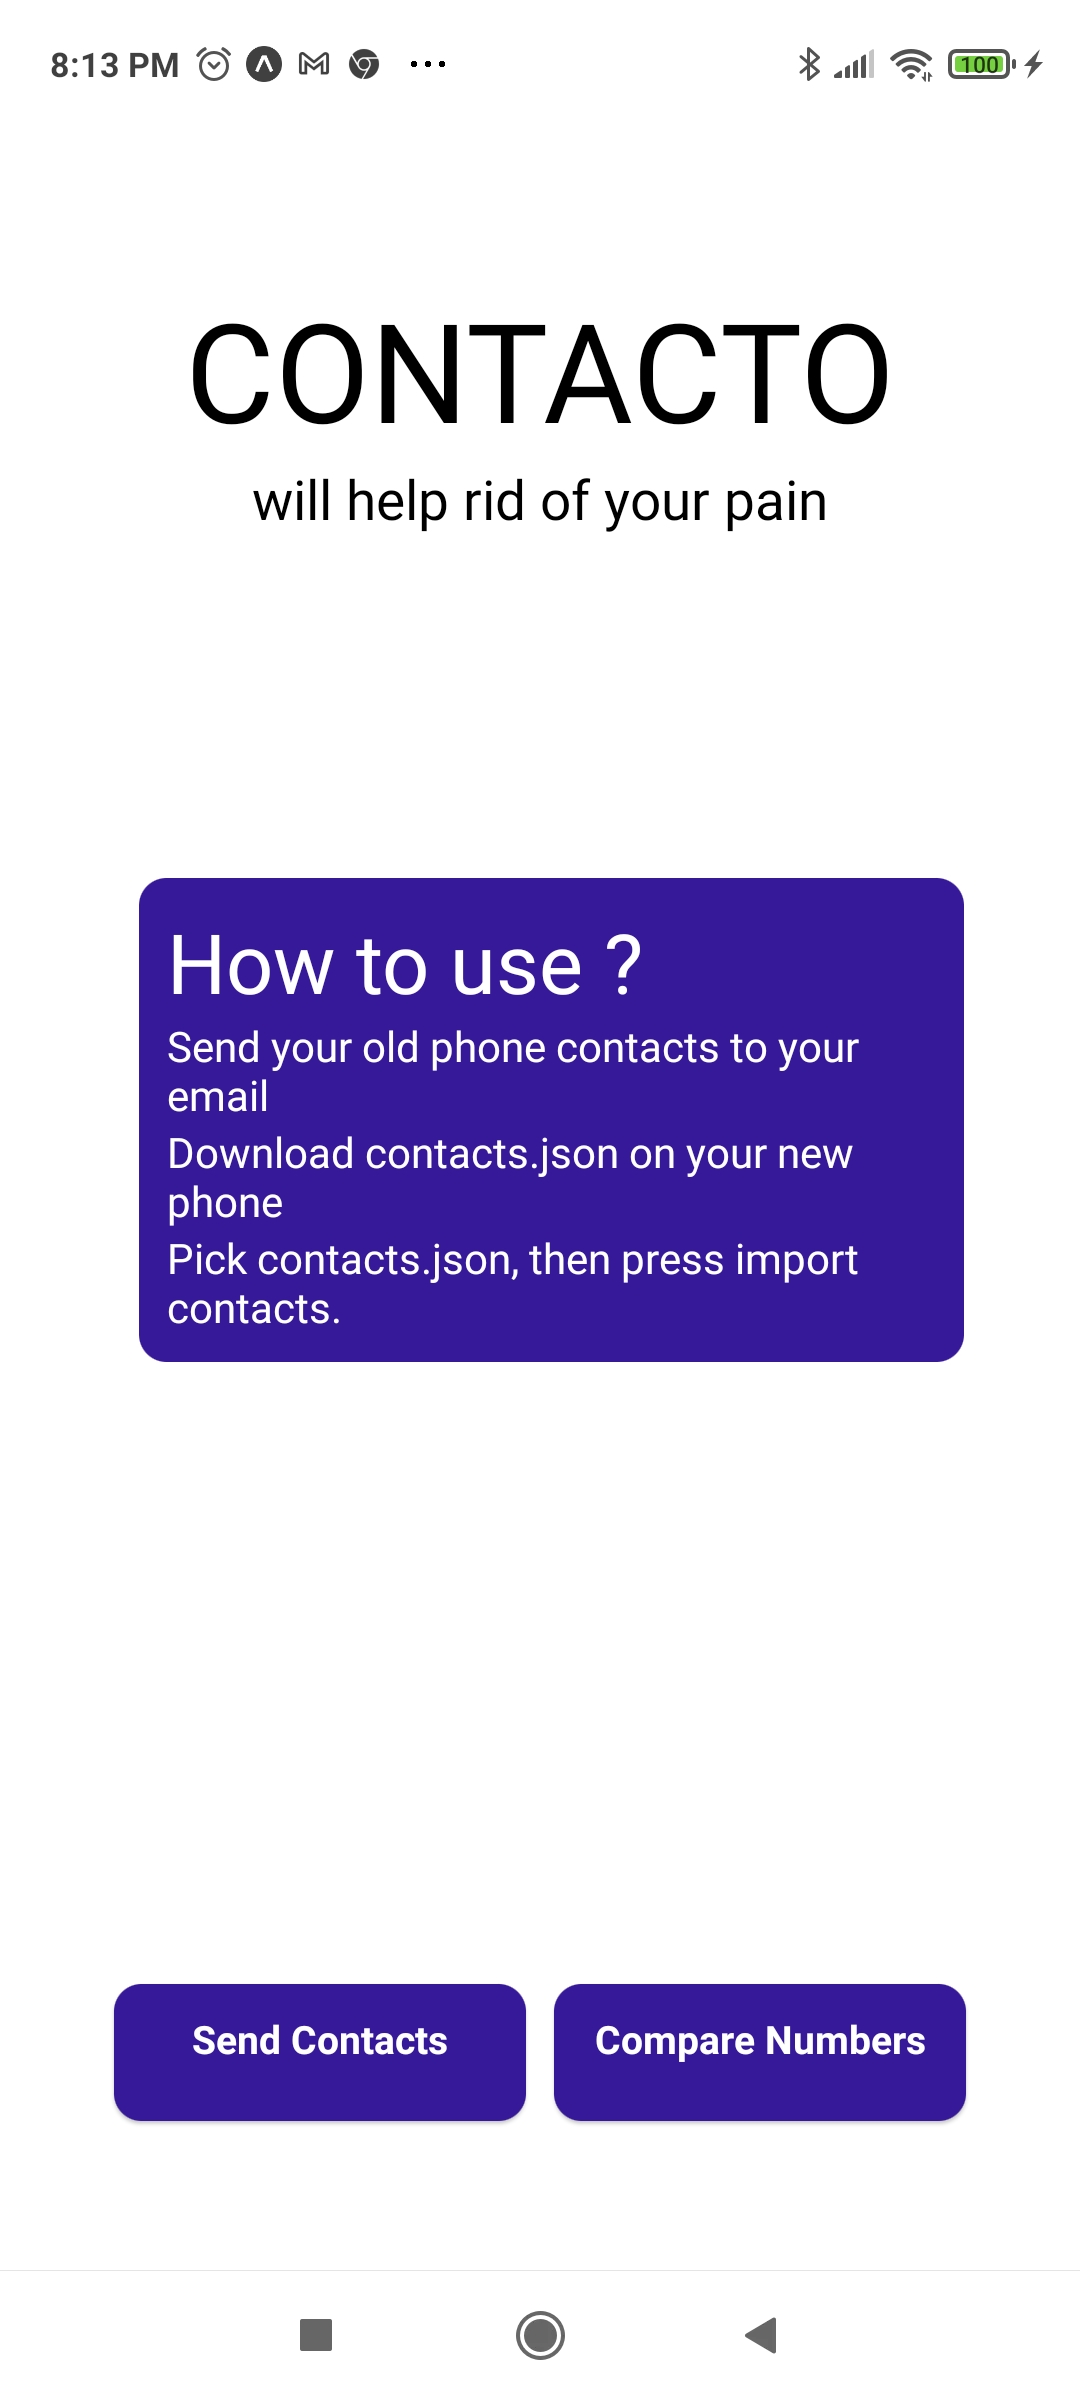 8:13 PM
100
CONTACTO
will help rid of your pain
How to use ?
Send your old phone contacts to your
email
Download contacts.json on your new
phone
Pick contacts.json, then press import
contacts.
Send Contacts
Compare Numbers